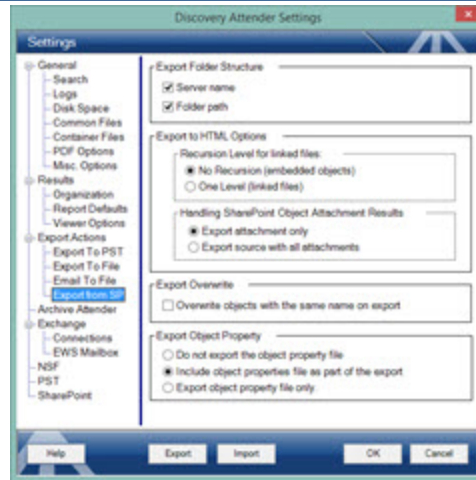 Discovery Attender Settings
Settings
General
Search
Logs
Disk Space
Common Files
Container Files
PDF Options
Misc. Options
Results
Organization
Report Defaults
Viewer Options
Export Actions
Export To PST
Export To File
Email To File
Export from SP
Archive Attender
Exchange
Connections
EWS Mailbox
NSF
PST
SharePoint
Export Folder Structure
Server name
Folder path
Export to HTML Options
Recursion Level for linked files:
No Recursion (embedded objects)
One Level (linked files)
Handling SharePoint Object Attachment Results
Export attachment only
Export source with all attachments
Export Overwrite
Overwrite objects with the same name on export
Export Object Property
Do not export the object property file
Include object properties file as part of the export
Export object property file only.
Help
Export
Import
OK
Cancel